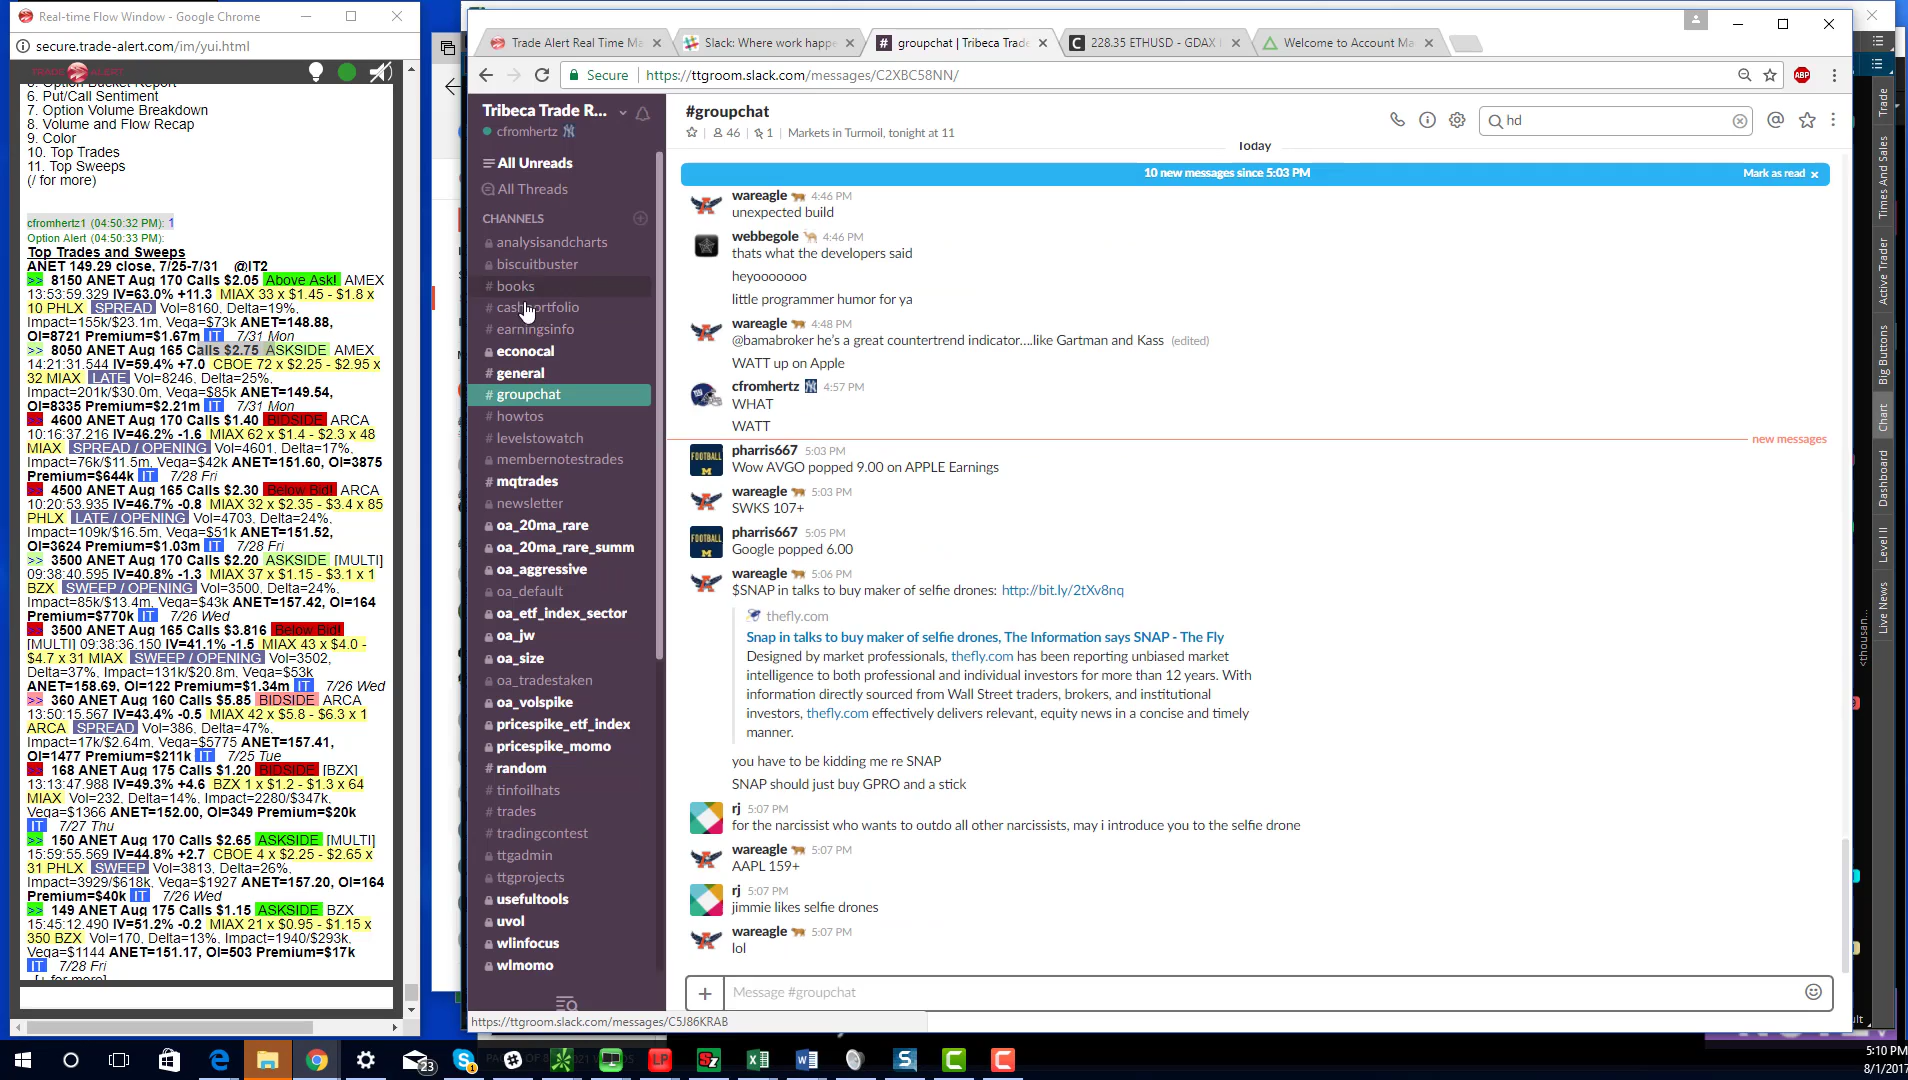 Real-time Flow Window - Google Chrome
secure.trade-alert.com/im/yui.html
TRADE ALERT
6. Put/Call Sentiment
7. Option Volume Breakdown
8. Volume and Flow Recap
9. Color
10. Top Trades
11. Top Sweeps
(/ for more)
cfromhertz1 (04:50:32 PM): 1
Option Alert (04:50:33 PM):
Top Trades and Sweeps
ANET 149.29 close, 7/25-7/31 @IT2
>> 8150 ANET Aug 170 Calls $2.05 Above Ask! AMEX
13:53:59.329 IV=63.0% +11.3 MIAX 33 x $1.45 - $1.8 x
10 PHLX SPREAD Vol=8160, Delta=19%,
Impact=155k/$23.1m, Vega=$73k ANET=148.88,
OI=8721 Premium=$1.67m IT 7/31 Mon
>> 8050 ANET Aug 165 Calls $2.75 ASKSIDE AMEX
14:21:31.544 IV=59.4% +7.0 CBOE 72 x $2.25 - $2.95 x
32 MIAX LATE Vol=8246, Delta=25%,
Impact=201k/$30.0m, Vega=$85k ANET=149.54,
OI=8335 Premium=$2.21m IT 7/31 Mon
>> 4600 ANET Aug 170 Calls $1.40 BIDSIDE ARCA
10:16:37.216 IV=46.2% -1.6 MIAX 62 x $1.4 - $2.3 x 48
MIAX SPREAD / OPENING Vol=4601, Delta=17%,
Impact=76k/$11.5m, Vega=$42k ANET=151.60, OI=3875
Premium=$644k IT 7/28 Fri
>> 4500 ANET Aug 165 Calls $2.30 Below Bid! ARCA
10:20:53.935 IV=46.7% -0.8 MIAX 32 x $2.35 - $3.4 x 85
PHLX LATE / OPENING Vol=4703, Delta=24%,
Impact=109k/$16.5m, Vega=$51k ANET=151.52,
OI=3624 Premium=$1.03m IT 7/28 Fri
>> 3500 ANET Aug 165 Calls $2.20 ASKSIDE [MULTI]
09:38:40.595 IV=40.8% -1.3 MIAX 37 x $1.15 - $3.1 x 1
BZX SWEEP / OPENING Vol=3500, Delta=24%,
Impact=85k/$13.4m, Vega=$43k ANET=157.42, OI=164
Premium=$770k IT 7/26 Wed
>> 3500 ANET Aug 165 Calls $3.816 Below Bid!
[MULTI] 09:38:36.150 IV=41.1% -1.5 MIAX 43 x $4.0 -
$4.7 x 31 MIAX SWEEP / OPENING Vol=3502,
Delta=37%, Impact=131k/$20.8m, Vega=$53k
ANET=158.69, OI=122 Premium=$1.34m IT 7/26 Wed
>> 360 ANET Aug 160 Calls $5.85 BIDSIDE ARCA
13:50:15.567 IV=43.4% -0.5 MIAX 42 x $5.8 - $6.3 x 1
ARCA SPREAD Vol=386, Delta=47%,
Impact=17k/$2.64m, Vega=$5775 ANET=157.41,
OI=1477 Premium=$211k IT 7/25 Tue
>> 168 ANET Aug 175 Calls $1.20 BIDSIDE [BZX]
13:13:47.988 IV=49.3% +4.6 BZX 1 x $1.2 - $1.3 x 64
MIAX Vol=232, Delta=14%, Impact=2280/$347k,
Vega=$1366 ANET=152.00, OI=349 Premium=$20k
IT 7/27 Thu
>> 150 ANET Aug 170 Calls $2.65 ASKSIDE [MULTI]
15:59:55.569 IV=44.8% +2.7 CBOE 4 x $2.25 - $2.65 x
31 PHLX SWEEP Vol=3813, Delta=26%,
Impact=3929/$618k, Vega=$1927 ANET=157.20, OI=164
Premium=$40k IT 7/26 Wed
>> 149 ANET Aug 175 Calls $1.15 ASKSIDE BZX
15:45:12.490 IV=51.2% -0.2 MIAX 21 x $0.95 - $1.15 x
350 BZX Vol=170, Delta=13%, Impact=1940/$293k,
Vega=$1144 ANET=151.17, OI=503 Premium=$17k
IT 7/28 Fri
Trade Alert Real Time Ma
Slack: Where work happe
groupchat | Tribeca Trade
228.35 ETHUSD - GDAX
Welcome to Account Ma
Secure https://ttgroom.slack.com/messages/C2XBC58NN/
ABP
Tribeca Trade R...
cfromhertz
All Unreads
All Threads
CHANNELS
analysisandcharts
# biscuitbuster
# books
# cashportfolio
# earningsinfo
econocal
# general
# groupchat
# howtos
# levelstowatch
# membernotestrades
mqtrades
# newsletter
oa_20ma_rare
oa_20ma_rare_summ
oa_aggressive
oa_default
oa_etf_index_sector
oa_jw
oa_size
oa_tradestaken
oa_volspike
pricespike_etf_index
pricespike_momo
# random
# tinfoilhats
# trades
# tradingcontest
ttgadmin
ttgprojects
usefultools
uvol
wlinfocus
wlmomo
#groupchat
46
1
Markets in Turmoil, tonight at 11
hd
Today
10 new messages since 5:03 PM
Mark as read
wareagle 4:46 PM
unexpected build
webbegole 4:46 PM
thats what the developers said
heyooooooo
little programmer humor for ya
wareagle 4:48 PM
@bamabroker he's a great countertrend indicator....like Gartman and Kass (edited)
WATT up on Apple
cfromhertz 4:57 PM
WHAT
WATT
new messages
pharris667 5:03 PM
Wow AVGO popped 9.00 on APPLE Earnings
wareagle 5:03 PM
SWKS 107+
pharris667 5:05 PM
Google popped 6.00
wareagle 5:06 PM
$SNAP in talks to buy maker of selfie drones: http://bit.ly/2tXv8nq
thefly.com
Snap in talks to buy maker of selfie drones, The Information says SNAP - The Fly
Designed by market professionals, thefly.com has been reporting unbiased market
intelligence to both professional and individual investors for more than 12 years. With
information directly sourced from Wall Street traders, brokers, and institutional
investors, thefly.com effectively delivers relevant, equity news in a concise and timely
manner.
you have to be kidding me re SNAP
SNAP should just buy GPRO and a stick
rj 5:07 PM
for the narcissist who wants to outdo all other narcissists, may i introduce you to the selfie drone
wareagle 5:07 PM
AAPL 159+
rj 5:07 PM
jimmie likes selfie drones
wareagle 5:07 PM
lol
Message #groupchat
https://ttgroom.slack.com/messages/C5J86KRAB
Trade
Times And Sales
Active Trader
Big Buttons
Chart
Dashboard
Level II
Live News
<thousan...
23
5:10 PM
8/1/2017